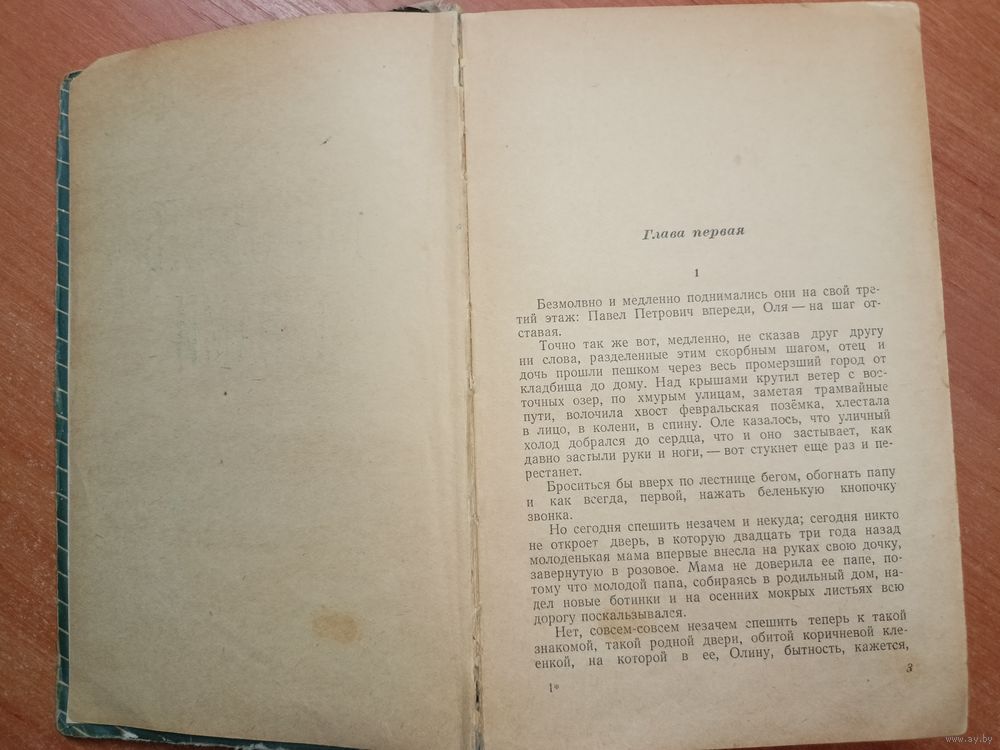 Глава первая
1
Безмолвно и медленно поднимались они на свой тре-
тий этаж: Павел Петрович впереди, Оля — на шаг от-
ставая.
Точно так же вот, медленно, не сказав друг другу
ни слова, разделенные этим скорбным шагом, отец и
дочь прошли пешком через весь промерзший город от
кладбища до дому. Над крышами крутил ветер с вос-
точных озер, по хмурым улицам, заметая трамвайные
пути, волочила хвост февральская позёмка, хлестала
в лицо, в колени, в спину. Оле казалось, что уличный
холод добрался до сердца, что и оно застывает, как
давно застыли руки и ноги, — вот стукнет еще раз и пе-
рестанет.
Броситься бы вверх по лестнице бегом, обогнать папу
и как всегда, первой, нажать беленькую кнопочку
звонка.
Но сегодня спешить незачем и некуда; сегодня никто
не откроет дверь, в которую двадцать три года назад
молоденькая мама впервые внесла на руках свою дочку,
завернутую в розовое. Мама не доверила ее папе, по-
тому что молодой папа, собираясь в родильный дом, на-
дел новые ботинки и на осенних мокрых листьях всю
дорогу поскальзывался.
Нет, совсем-совсем незачем спешить теперь к такой
знакомой, такой родной двери, обитой коричневой кле-
енкой, на которой в ее, Олину, бытность, кажется,
1*
3
www.ay.by